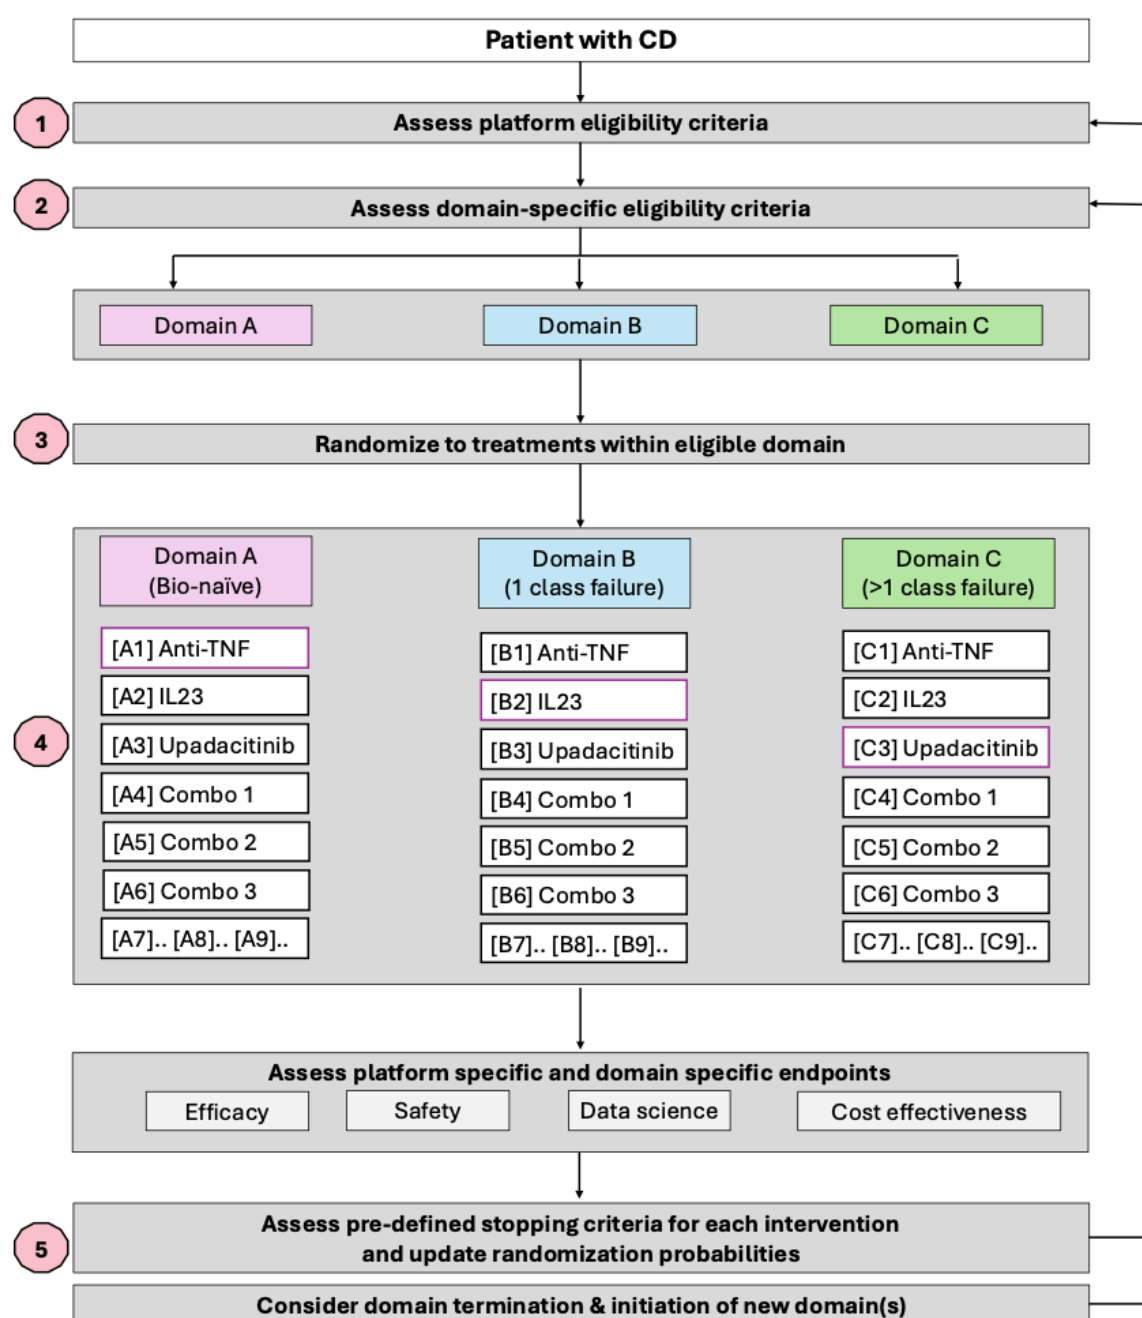 Patient with CD
1
Assess platform eligibility criteria
2
Assess domain-specific eligibility criteria
Domain A
Domain B
Domain C
3
Randomize to treatments within eligible domain
4
Domain A
(Bio-naïve)
[A1] Anti-TNF
[A2] IL23
[A3] Upadacitinib
[A4] Combo 1
[A5] Combo 2
[A6] Combo 3
[A7].. [A8].. [A9]..
Domain B
(1 class failure)
[B1] Anti-TNF
[B2] IL23
[B3] Upadacitinib
[B4] Combo 1
[B5] Combo 2
[B6] Combo 3
[B7].. [B8].. [B9]..
Domain C
(>1 class failure)
[C1] Anti-TNF
[C2] IL23
[C3] Upadacitinib
[C4] Combo 1
[C5] Combo 2
[C6] Combo 3
[C7].. [C8].. [C9]..
Assess platform specific and domain specific endpoints
Efficacy
Safety
Data science
Cost effectiveness
5
Assess pre-defined stopping criteria for each intervention
and update randomization probabilities
Consider domain termination & initiation of new domain(s)